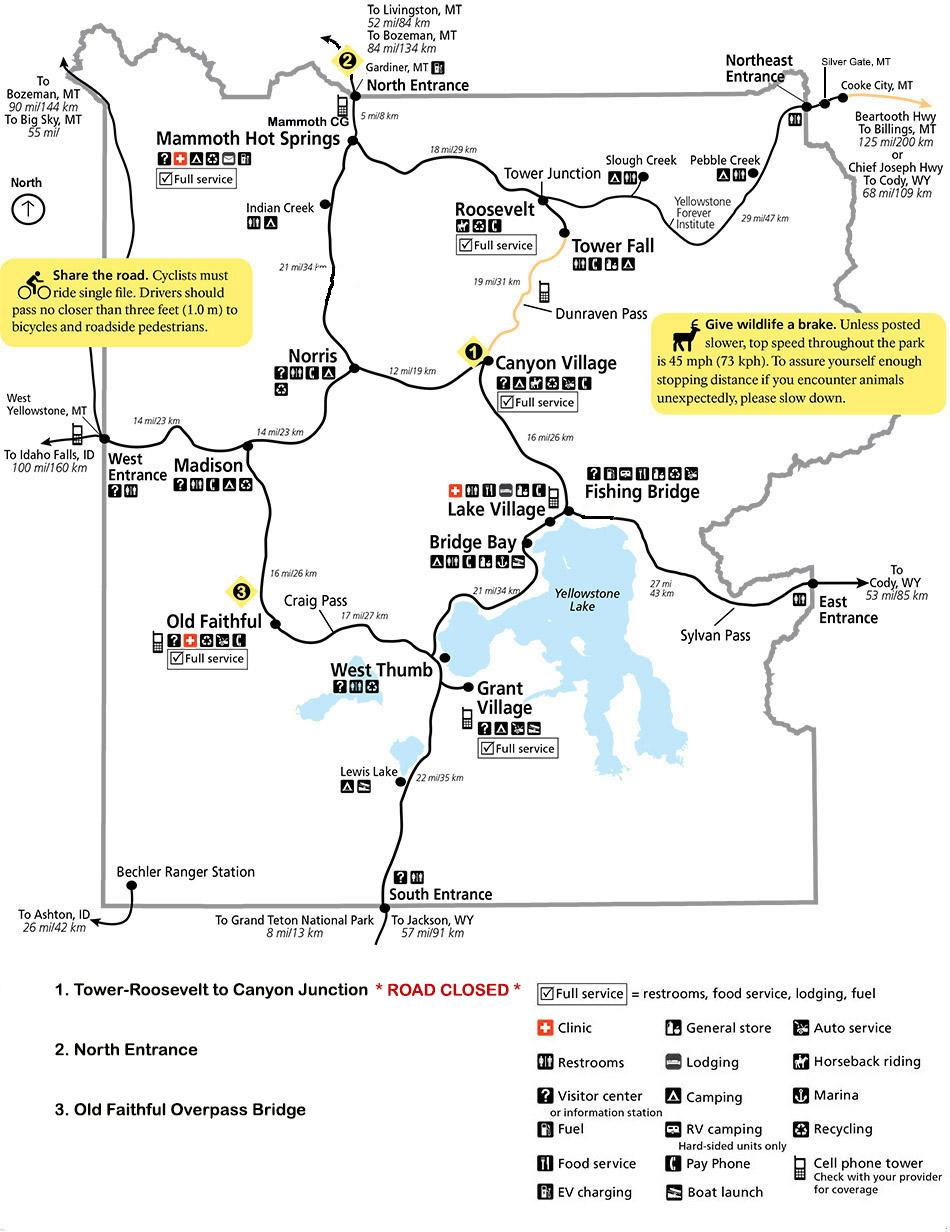 To Livingston, MT
52 mi/84 km
To Bozeman, MT
84 mi/134 km
2
Gardiner, MT
North Entrance
5 mi/8 km
To
Bozeman, MT
90 mi/144 km
To Big Sky, MT
55 mi/
Northeast
Entrance
Silver Gate, MT
Cooke City, MT
Beartooth Hwy
To Billings, MT
125 mi/200 km
or
Chief Joseph Hwy
To Cody, WY
68 mi/109 km
Mammoth CG
Mammoth Hot Springs
Full service
18 mi/29 km
Slough Creek
Pebble Creek
Tower Junction
North
Indian Creek
Roosevelt
Full service
Yellowstone
Forever
Institute
29 mi/47 km
Tower Fall
21 mi/34
19 mi/31 km
Dunraven Pass
Share the road. Cyclists must
ride single file. Drivers should
pass no closer than three feet (1.0 m) to
bicycles and roadside pedestrians.
Give wildlife a brake. Unless posted
slower, top speed throughout the park
is 45 mph (73 kph). To assure yourself enough
stopping distance if you encounter animals
unexpectedly, please slow down.
Norris
12 mi/19 km
1
Canyon Village
Full service
West
Yellowstone, MT
14 mi/23 km
14 mi/23 km
16 mi/26 km
To Idaho Falls, ID
100 mi/160 km
West
Entrance
Madison
Fishing Bridge
Lake Village
Bridge Bay
16 mi/26 km
3
Old Faithful
Full service
Craig Pass
17 mi/27 km
21 mi/34 km
Yellowstone
Lake
27 mi
43 km
To
Cody, WY
53 mi/85 km
East
Entrance
Sylvan Pass
West Thumb
Grant
Village
Full service
Lewis Lake
22 mi/35 km
Bechler Ranger Station
South Entrance
To Ashton, ID
26 mi/42 km
To Grand Teton National Park
8 mi/13 km
To Jackson, WY
57 mi/91 km
1. Tower-Roosevelt to Canyon Junction * ROAD CLOSED *
2. North Entrance
3. Old Faithful Overpass Bridge
Full service = restrooms, food service, lodging, fuel
Clinic
General store
Auto service
Restrooms
Lodging
Horseback riding
Visitor center
or information station
Camping
Marina
Fuel
RV camping
Hard-sided units only
Recycling
Food service
Pay Phone
Cell phone tower
Check with your provider
for coverage
EV charging
Boat launch